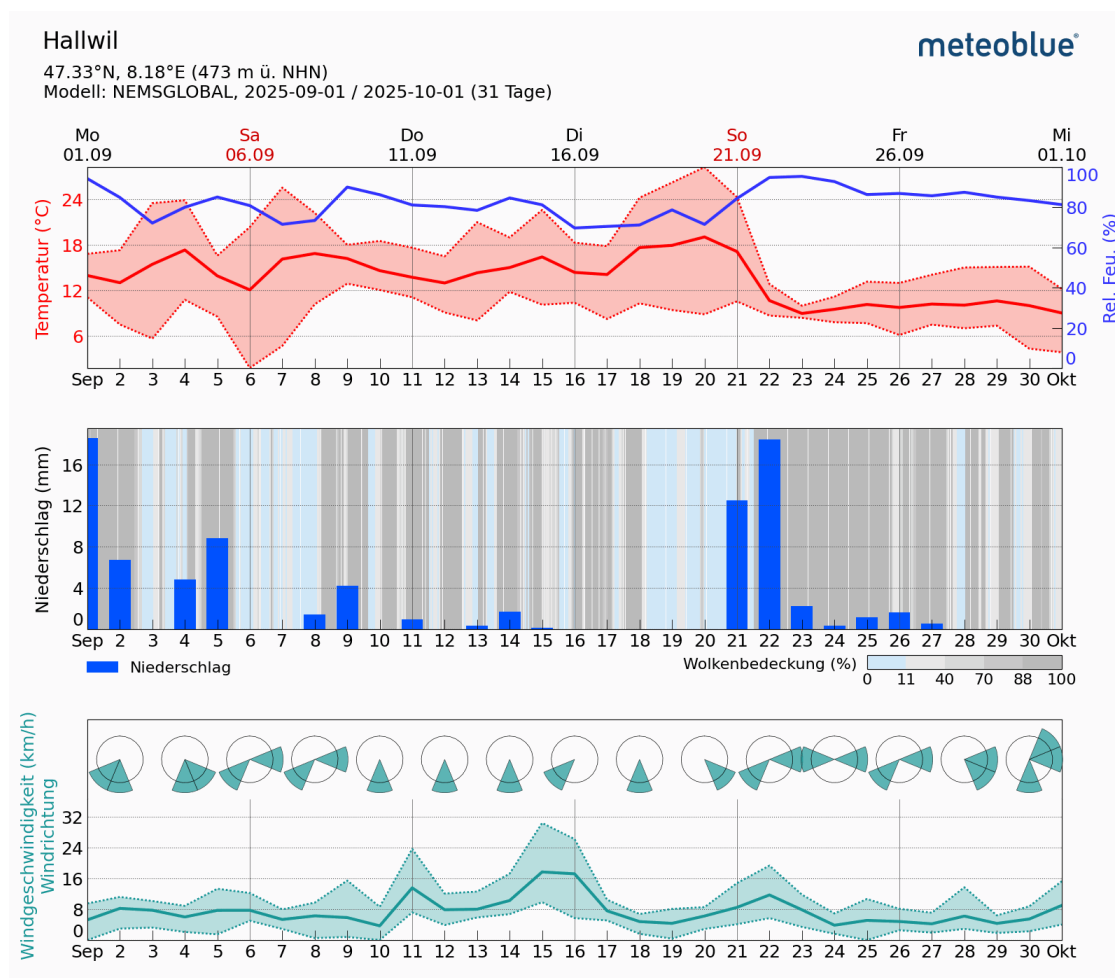 Hallwil
meteoblue®
47.33°N, 8.18°E (473 m ü. NHN)
Modell: NEMSGLOBAL, 2025-09-01 / 2025-10-01 (31 Tage)
Mo Sa Do Di So Fr Mi
01.09 06.09 11.09 16.09 21.09 26.09 01.10
Temperatur (°C)
24
18
12
6
Rel. Feu. (%)
100
80
60
40
20
0
Sep 2 3 4 5 6 7 8 9 10 11 12 13 14 15 16 17 18 19 20 21 22 23 24 25 26 27 28 29 30 Okt
Niederschlag (mm)
16
12
8
4
0
Sep 2 3 4 5 6 7 8 9 10 11 12 13 14 15 16 17 18 19 20 21 22 23 24 25 26 27 28 29 30 Okt
Niederschlag
Wolkenbedeckung (%)
0 11 40 70 88 100
Windgeschwindigkeit (km/h)
Windrichtung
32
24
16
8
0
Sep 2 3 4 5 6 7 8 9 10 11 12 13 14 15 16 17 18 19 20 21 22 23 24 25 26 27 28 29 30 Okt